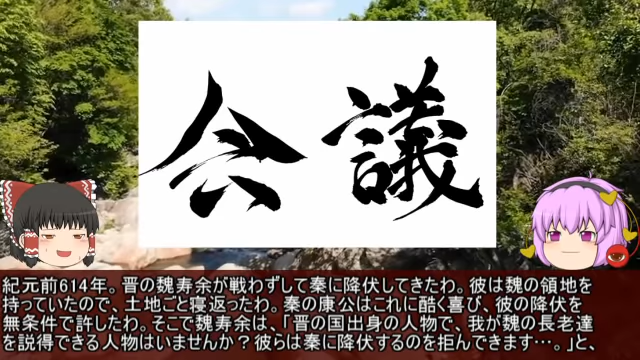 会議
紀元前614年。晋の魏寿余が戦わずして秦に降伏してきたわ。彼は魏の領地を
持っていたので、土地ごと寝返ったわ。秦の康公はこれに酷く喜び、彼の降伏を
無条件で許したわ。そこで魏寿余は、「晋の国出身の人物で、我が魏の長老達
を説得できる人物はいませんか？彼らは秦に降伏するのを拒んできます…。」と、